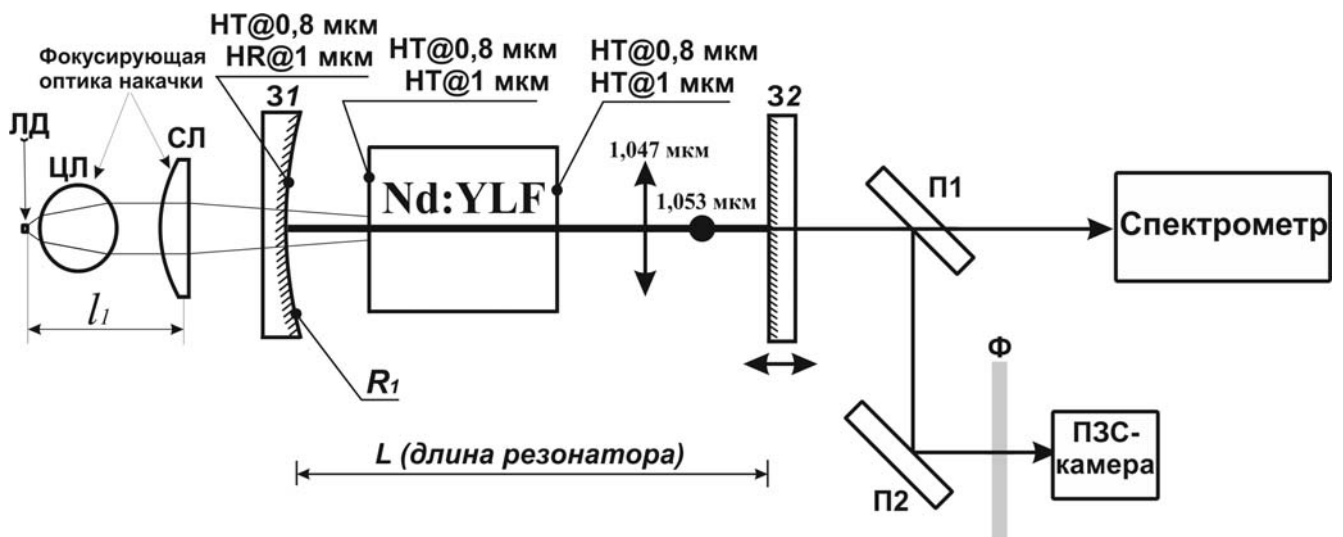 HT@0,8 мкм
HR@1 мкм
HT@0,8 мкм
HT@1 мкм
HT@0,8 мкм
HT@1 мкм
Фокусирующая
оптика накачки
З1
З2
ЛД
ЦЛ
СЛ
1,047 мкм
Nd:YLF
1,053 мкм
П1
Спектрометр
l1
R1
Ф
L (длина резонатора)
П2
ПЗС-
камера